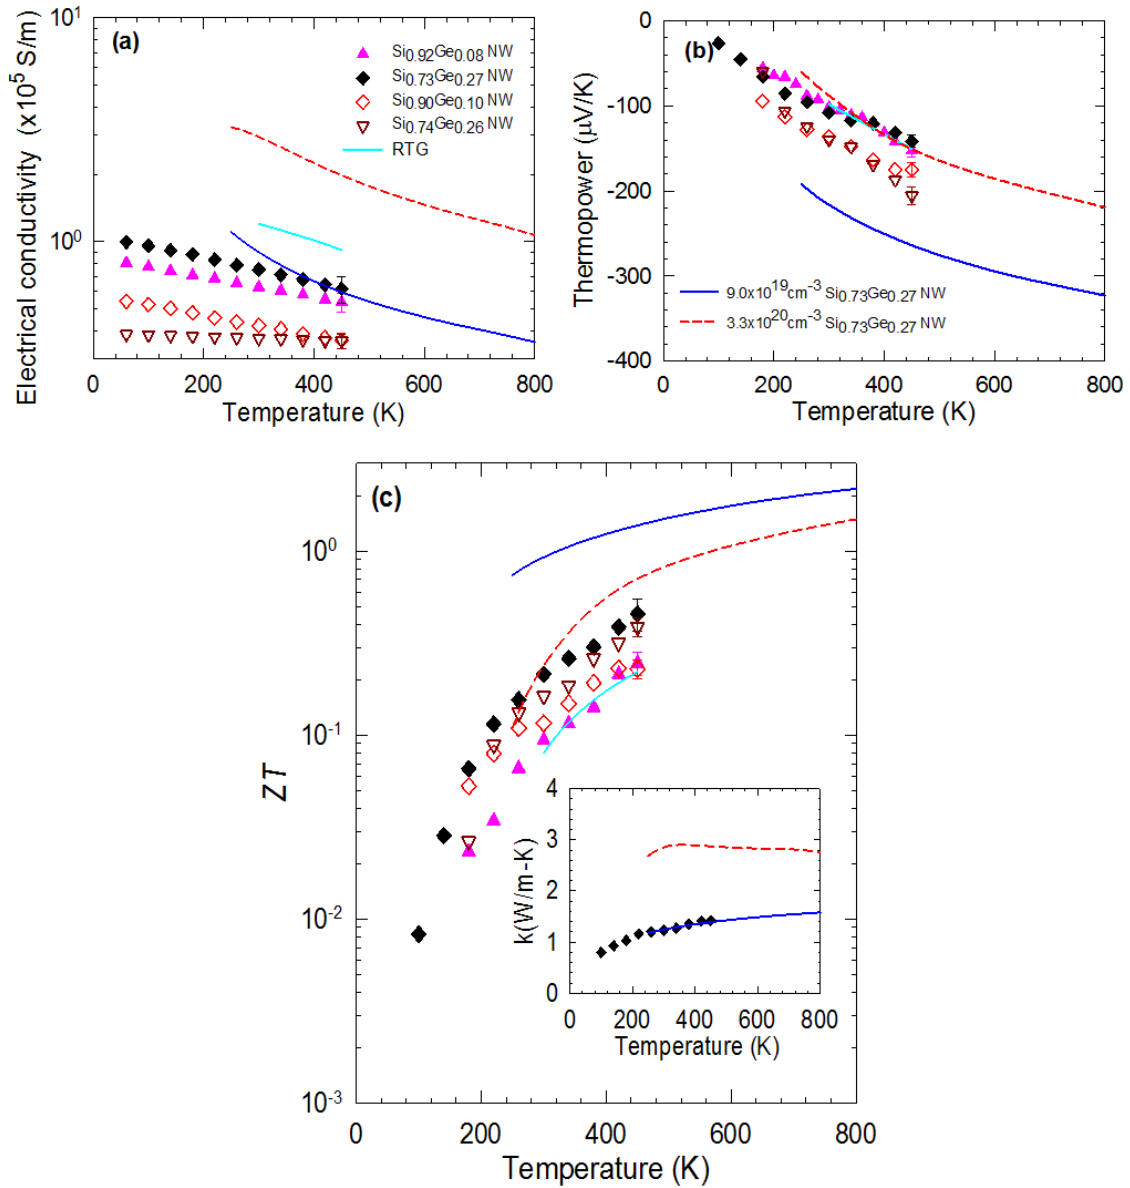 (a)
Electrical conductivity (x10⁵ S/m)
10¹
10⁰
Si0.92Ge0.08 NW
Si0.73Ge0.27 NW
Si0.90Ge0.10 NW
Si0.74Ge0.26 NW
RTG
0 200 400 600 800
Temperature (K)
(b)
Thermopower (μV/K)
-0
-100
-200
-300
-400
9.0x10¹⁹cm⁻³ Si0.73Ge0.27 NW
3.3x10²⁰cm⁻³ Si0.73Ge0.27 NW
0 200 400 600 800
Temperature (K)
(c)
ZT
10⁰
10⁻¹
10⁻²
10⁻³
0 200 400 600 800
Temperature (K)
k(W/m-K)
4
3
2
1
0
0 200 400 600 800
Temperature (K)